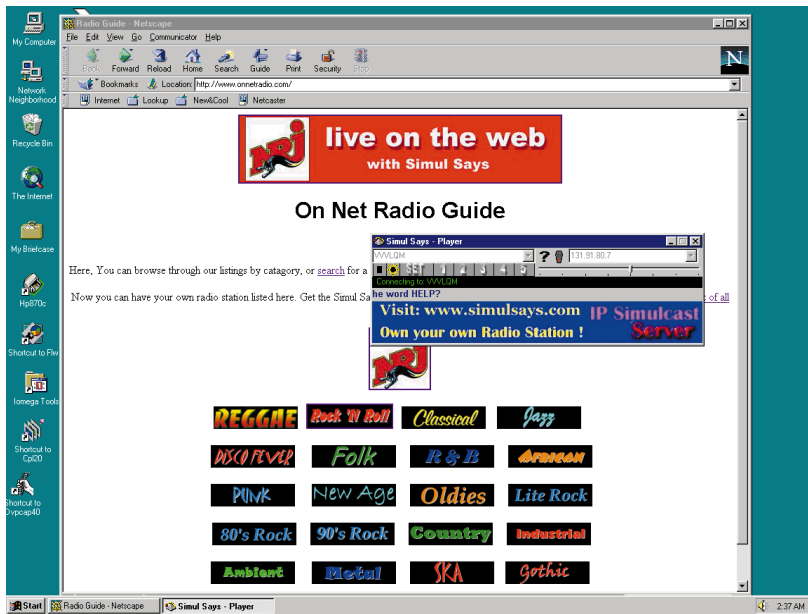 My Computer
Network Neighborhood
Recycle Bin
The Internet
My Briefcase
Hp870c
Shortcut to Flw
Iomega Tools
Shortcut to Cpl20
Shortcut to Dvpcap40
Radio Guide - Netscape
File Edit View Go Communicator Help
Back Forward Reload Home Search Guide Print Security Stop
N
Bookmarks Location: http://www.onnetradio.com/
Internet Lookup New&Cool Netcaster
NRJ
live on the web
with Simul Says
On Net Radio Guide
Here, You can browse through our listings by catagory, or search for a
Now you can have your own radio station listed here. Get the Simul Sa
e of all
Simul Says - Player
WVLQM ? 131.91.80.7
SET 1 2 3 4 5
Connecting to: WVLQM
he word HELP?
Visit: www.simulsays.com IP Simulcast
Own your own Radio Station ! Server
NRJ
REGGAE Rock 'N Roll Classical Jazz
DISCO FEVER Folk R & B AFRICAN
PUNK New Age Oldies Lite Rock
80's Rock 90's Rock Country Industrial
Ambient Metal SKA Gothic
Start Radio Guide - Netscape Simul Says - Player 2:37 AM